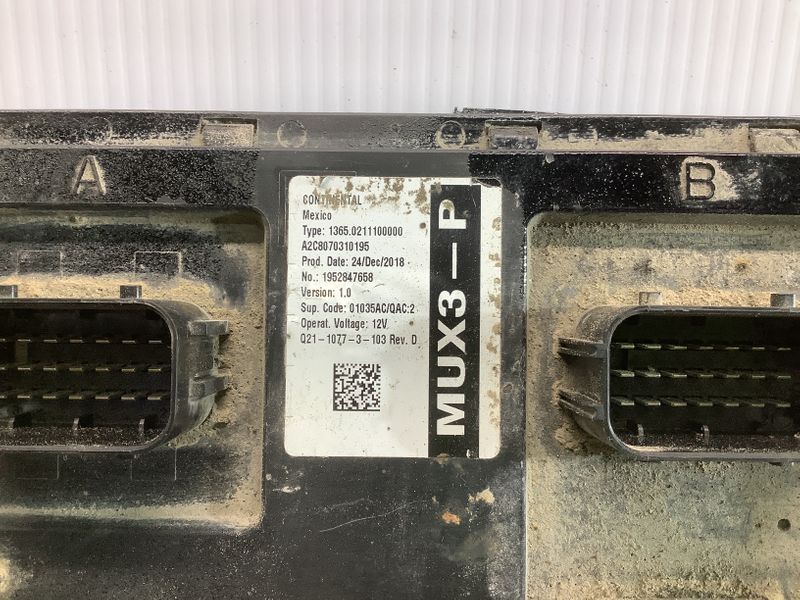 A
B
CONTINENTAL
Mexico
Type: 1365.0211100000
A2C8070310195
Prod. Date: 24/Dec/2018
No.: 1952847658
Version: 1.0
Sup. Code: 01035AC/QAC:2
Operat. Voltage: 12V
Q21-1077-3-103 Rev. D
MUX3-P